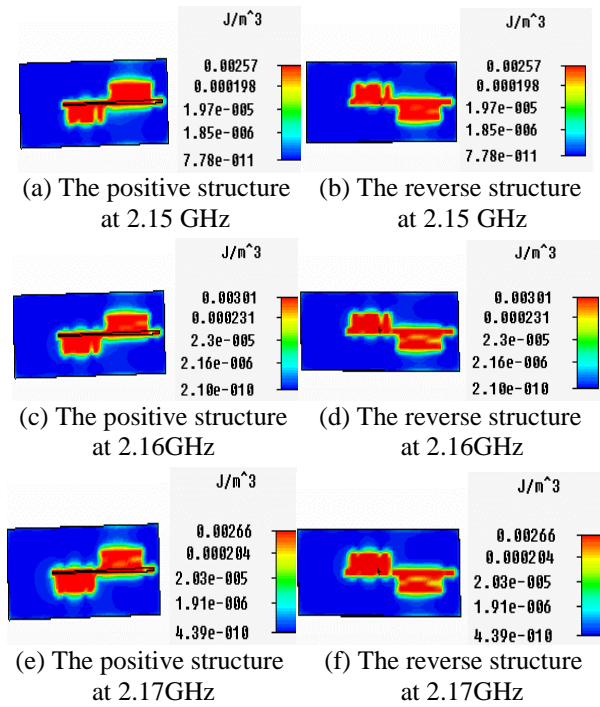 J/m^3
0.00257
0.000198
1.97e-005
1.85e-006
7.78e-011
J/m^3
0.00257
0.000198
1.97e-005
1.85e-006
7.78e-011
(a) The positive structure
at 2.15 GHz
(b) The reverse structure
at 2.15 GHz
J/m^3
0.00301
0.000231
2.3e-005
2.16e-006
2.10e-010
J/m^3
0.00301
0.000231
2.3e-005
2.16e-006
2.10e-010
(c) The positive structure
at 2.16GHz
(d) The reverse structure
at 2.16GHz
J/m^3
0.00266
0.000204
2.03e-005
1.91e-006
4.39e-010
J/m^3
0.00266
0.000204
2.03e-005
1.91e-006
4.39e-010
(e) The positive structure
at 2.17GHz
(f) The reverse structure
at 2.17GHz